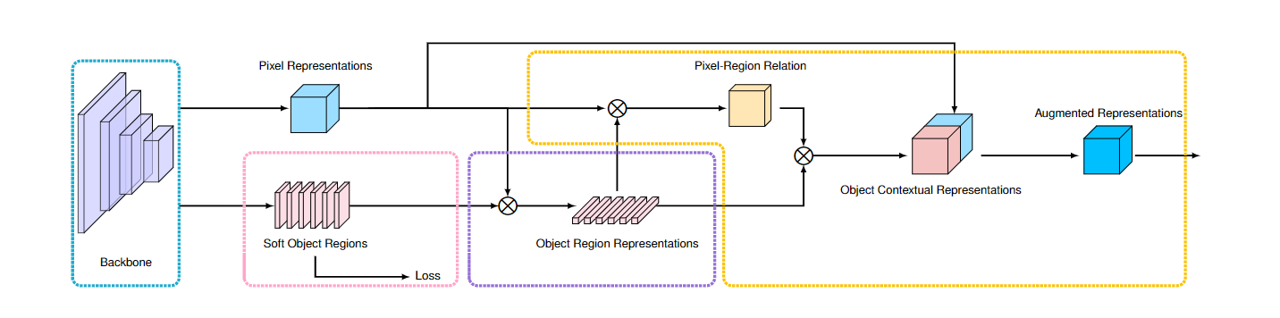 Pixel Representations
Pixel-Region Relation
Augmented Representations
Object Contextual Representations
Soft Object Regions
Object Region Representations
Backbone
Loss